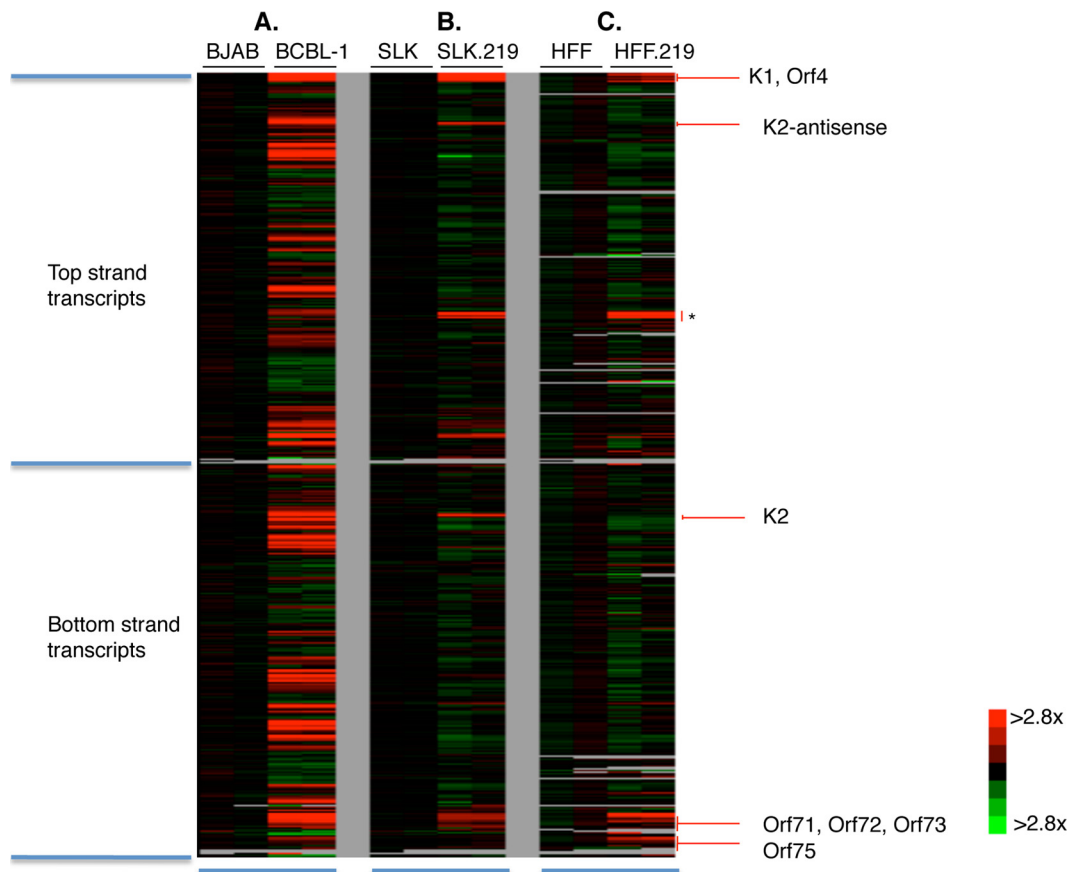 A. B. C.
BJAB BCBL-1 SLK SLK.219 HFF HFF.219
K1, Orf4
K2-antisense
Top strand
transcripts
*
K2
Bottom strand
transcripts
>2.8x
>2.8x
Orf71, Orf72, Orf73
Orf75